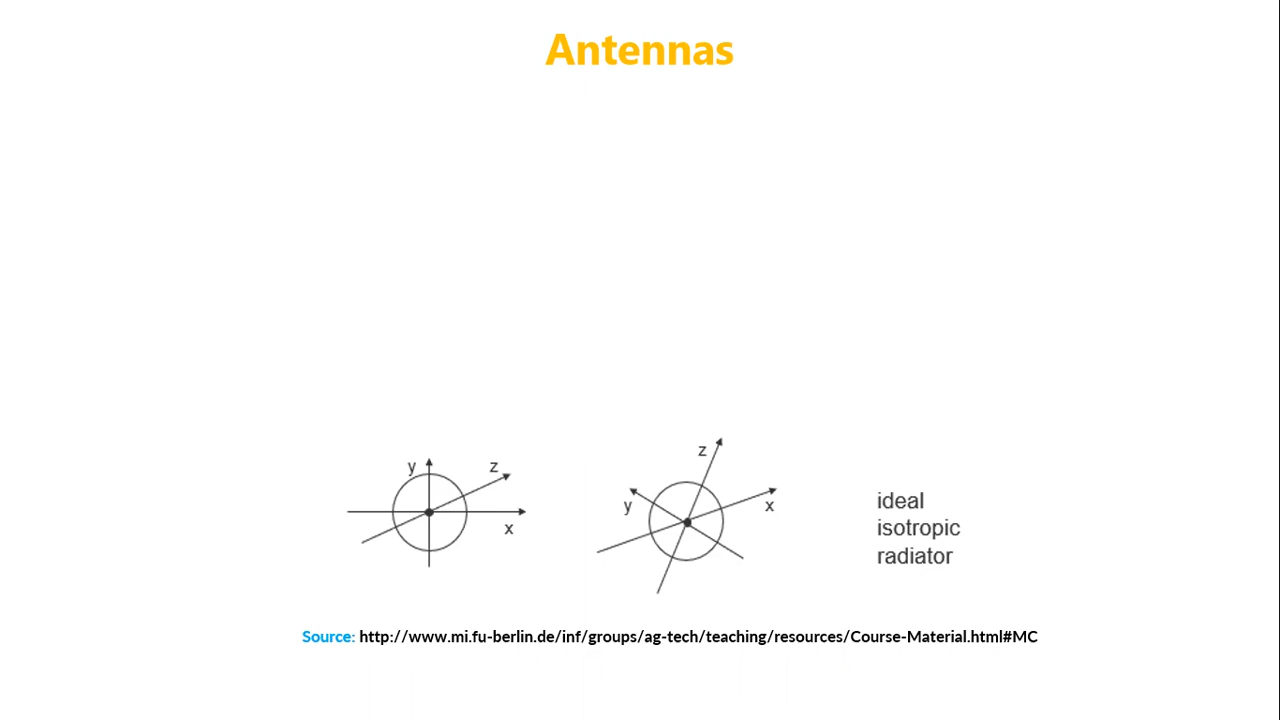 Antennas
y
z
x
z
y
x
ideal
isotropic
radiator
Source: http://www.mi.fu-berlin.de/inf/groups/ag-tech/teaching/resources/Course-Material.html#MC